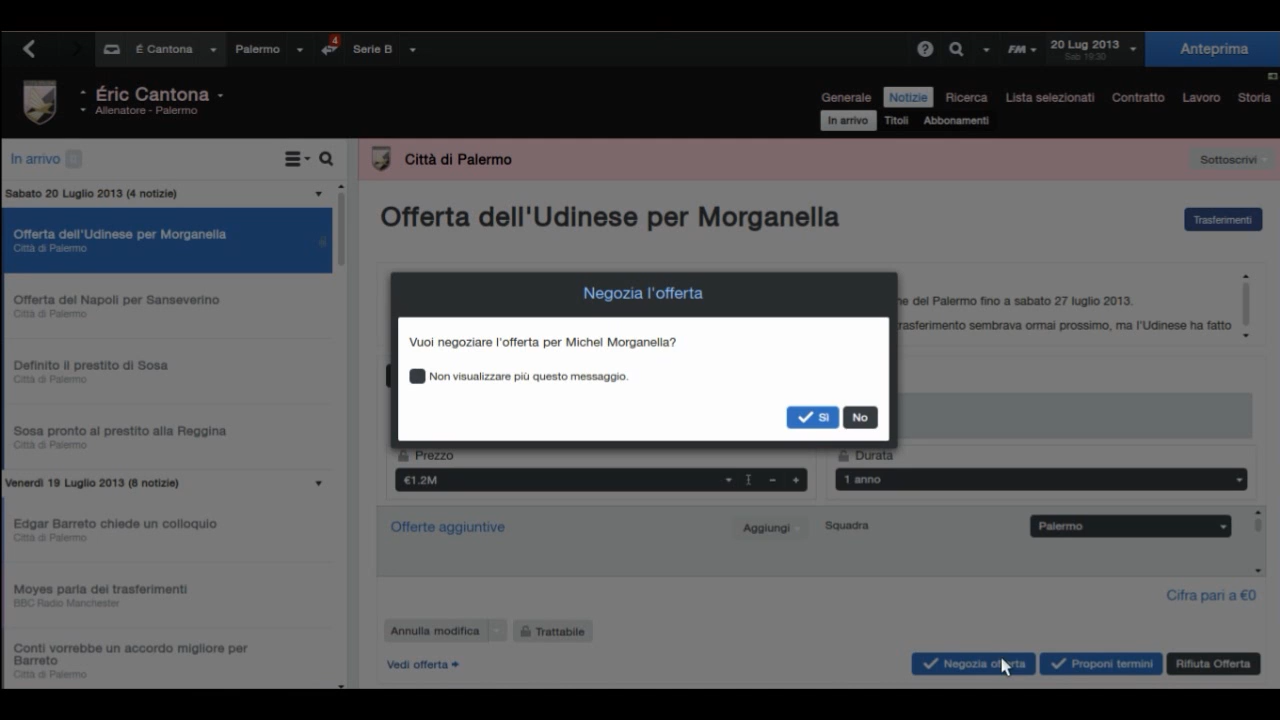 É Cantona
Palermo
4
Serie B
FM
20 Lug 2013
Sab 19:30
Anteprima
Éric Cantona
Allenatore - Palermo
Generale
Notizie
Ricerca
Lista selezionati
Contratto
Lavoro
Storia
In arrivo
Titoli
Abbonamenti
In arrivo
Sabato 20 Luglio 2013 (4 notizie)
Offerta dell'Udinese per Morganella
Città di Palermo
Offerta del Napoli per Sanseverino
Città di Palermo
Definito il prestito di Sosa
Città di Palermo
Sosa pronto al prestito alla Reggina
Città di Palermo
Venerdì 19 Luglio 2013 (8 notizie)
Edgar Barreto chiede un colloquio
Città di Palermo
Moyes parla dei trasferimenti
BBC Radio Manchester
Conti vorrebbe un accordo migliore per
Barreto
Città di Palermo
Città di Palermo
Sottoscrivi
Offerta dell'Udinese per Morganella
Trasferimenti
ne del Palermo fino a sabato 27 luglio 2013.
rasferimento sembrava ormai prossimo, ma l'Udinese ha fatto
Negozia l'offerta
Vuoi negoziare l'offerta per Michel Morganella?
Non visualizzare più questo messaggio.
Sì
No
Prezzo
Durata
€1.2M
1 anno
Offerte aggiuntive
Aggiungi
Squadra
Palermo
Cifra pari a €0
Annulla modifica
Trattabile
Vedi offerta
Negozia offerta
Proponi termini
Rifiuta Offerta